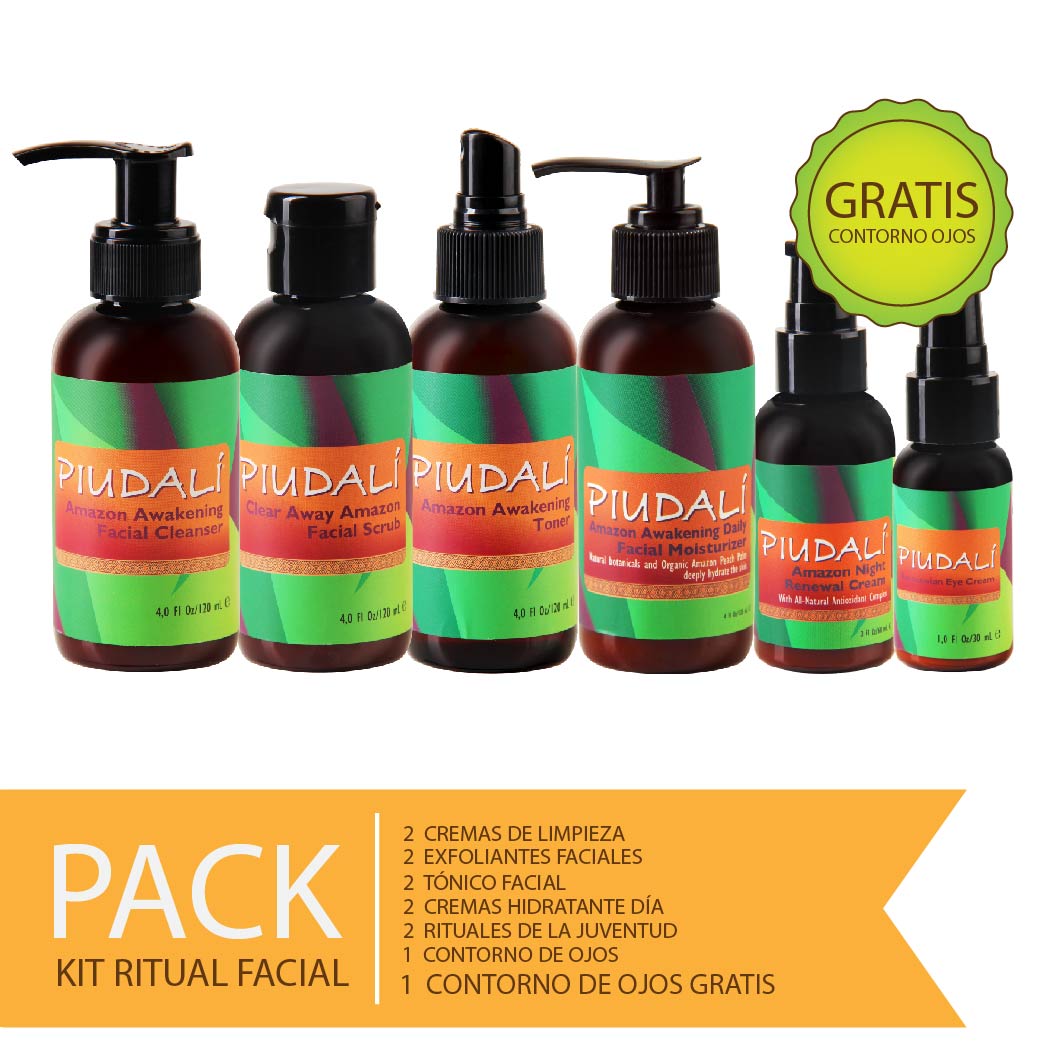 GRATIS
CONTORNO OJOS
PIUDALÍ
Amazon Awakening
Facial Cleanser
4,0 Fl Oz/120 mL ℮
PIUDALÍ
Clear Away Amazon
Facial Scrub
4,0 Fl Oz/120 mL ℮
PIUDALÍ
Amazon Awakening
Toner
4,0 Fl Oz/120 mL ℮
PIUDALÍ
Amazon Awakening Daily
Facial Moisturizer
Natural botanicals and Organic Amazon Peach Palm
deeply hydrate the skin
PIUDALÍ
Amazon Night
Renewal Cream
With All-Natural Antioxidant Complex
PIUDALÍ
Eye Cream
1,0 Fl Oz/30 mL ℮
PACK
KIT RITUAL FACIAL
2 CREMAS DE LIMPIEZA
2 EXFOLIANTES FACIALES
2 TÓNICO FACIAL
2 CREMAS HIDRATANTE DÍA
2 RITUALES DE LA JUVENTUD
1 CONTORNO DE OJOS
1 CONTORNO DE OJOS GRATIS